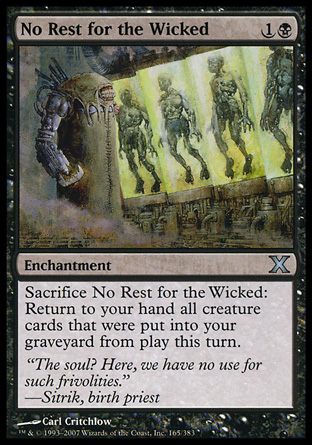 No Rest for the Wicked 1
Enchantment X
Sacrifice No Rest for the Wicked:
Return to your hand all creature
cards that were put into your
graveyard from play this turn.
“The soul? Here, we have no use for
such frivolities.”
—Sitrik, birth priest
Carl Critchlow
™ & © 1993–2007 Wizards of the Coast, Inc. 165/383